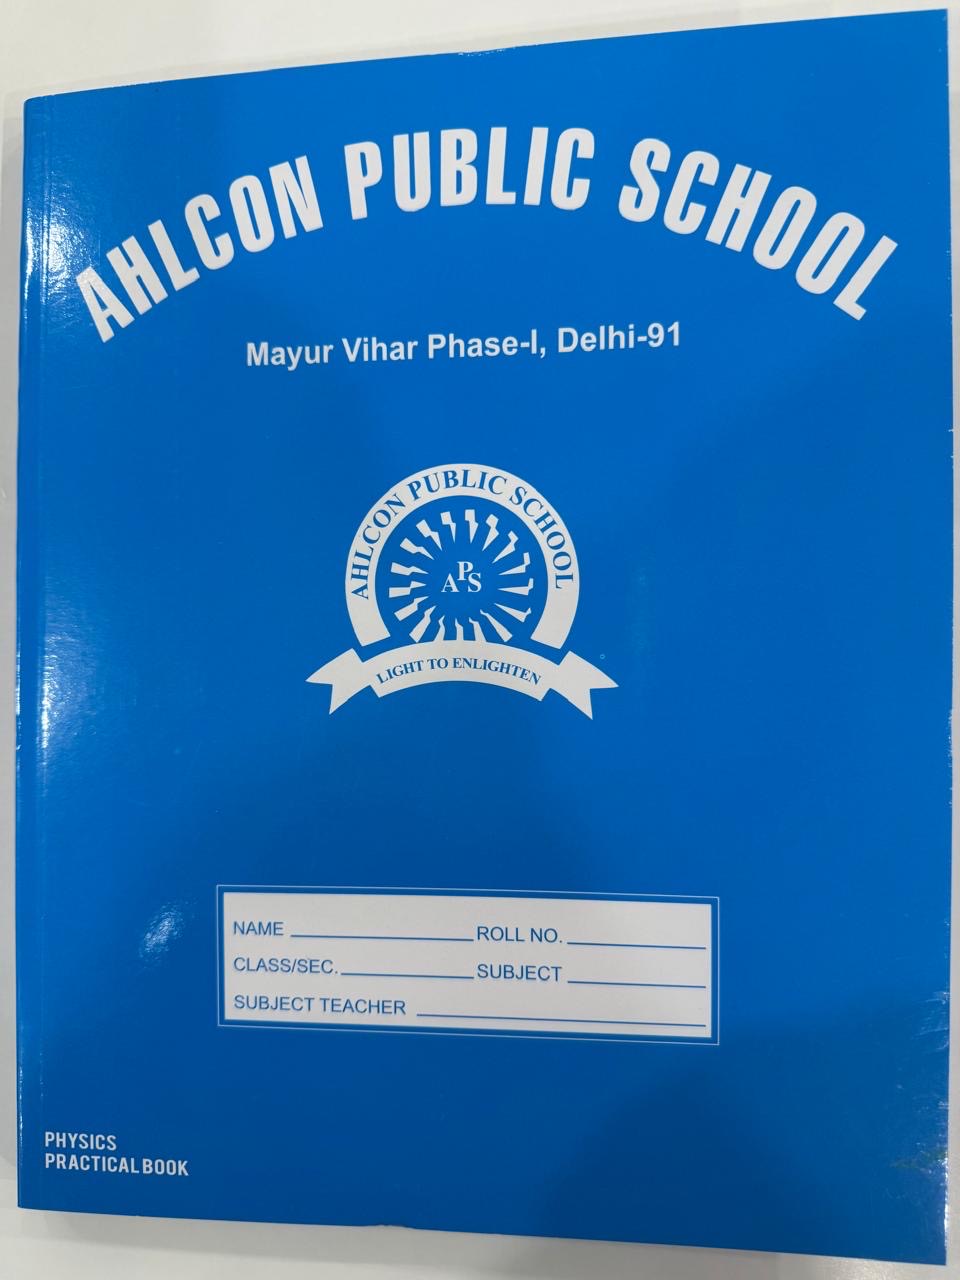 AHLCON PUBLIC SCHOOL
Mayur Vihar Phase-I, Delhi-91
AHLCON PUBLIC SCHOOL
APS
LIGHT TO ENLIGHTEN
NAME ROLL NO.
CLASS/SEC. SUBJECT
SUBJECT TEACHER
PHYSICS
PRACTICAL BOOK